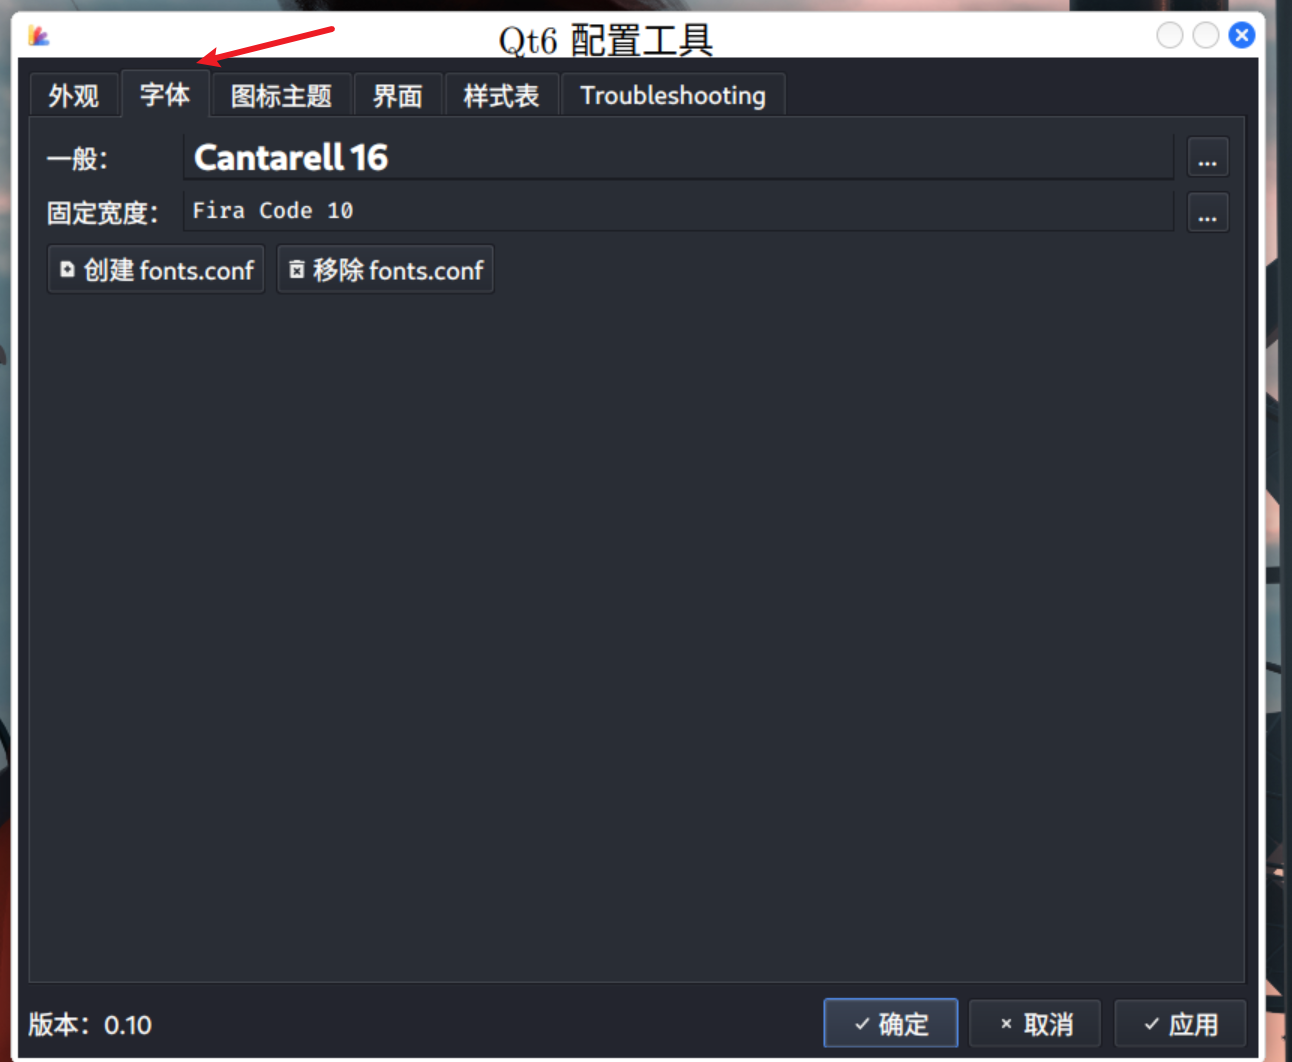 Qt6 配置工具
外观 字体 图标主题 界面 样式表 Troubleshooting
一般： Cantarell 16 ...
固定宽度： Fira Code 10 ...
创建 fonts.conf 移除 fonts.conf
版本：0.10 确定 取消 应用